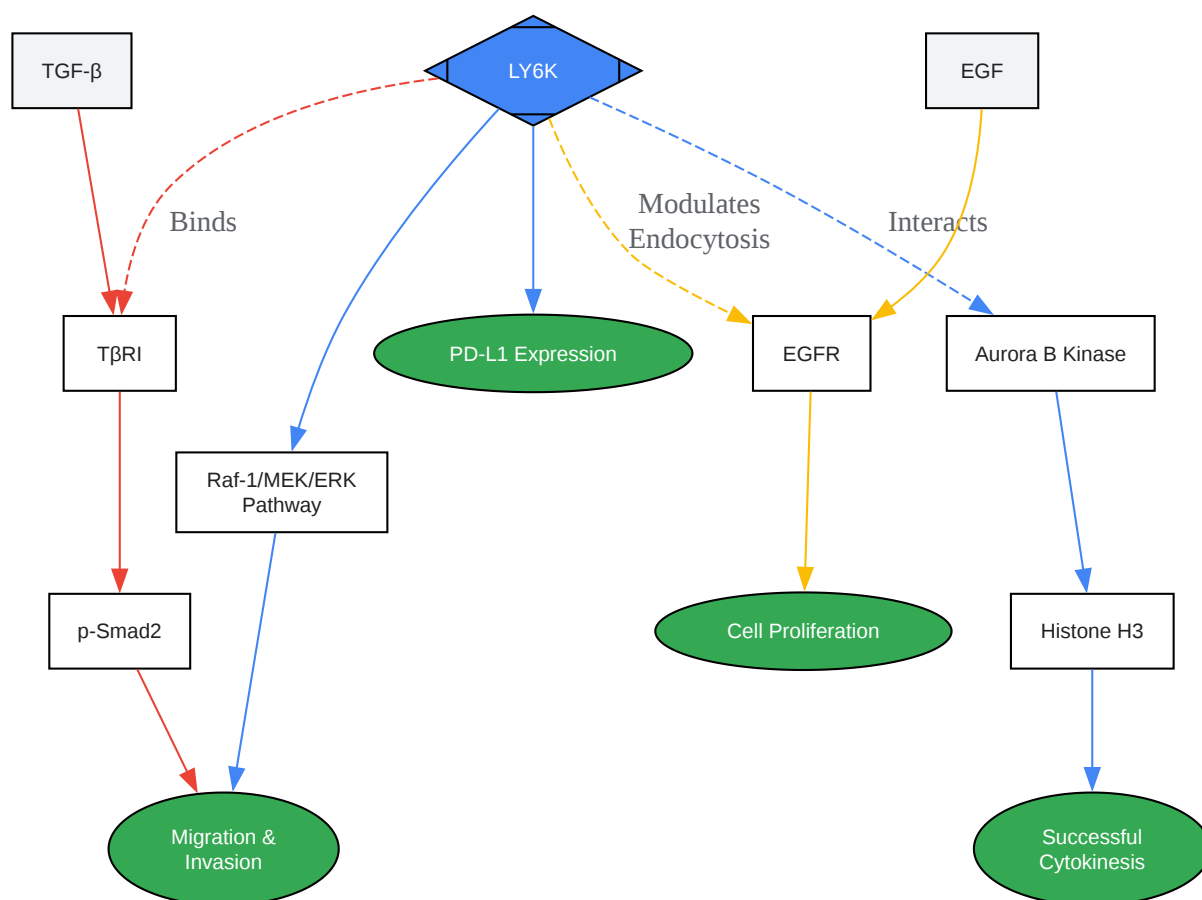 TGF-β
LY6K
EGF
Binds
Modulates
Endocytosis
Interacts
TβRI
PD-L1 Expression
EGFR
Aurora B Kinase
Raf-1/MEK/ERK
Pathway
p-Smad2
Cell Proliferation
Histone H3
Migration &
Invasion
Successful
Cytokinesis